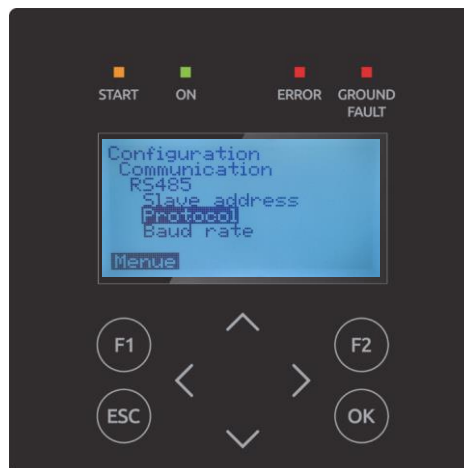 START ON ERROR GROUND
FAULT
Configuration
Communication
RS485
Slave address
Protocol
Baud rate
Menue
F1 F2
ESC OK